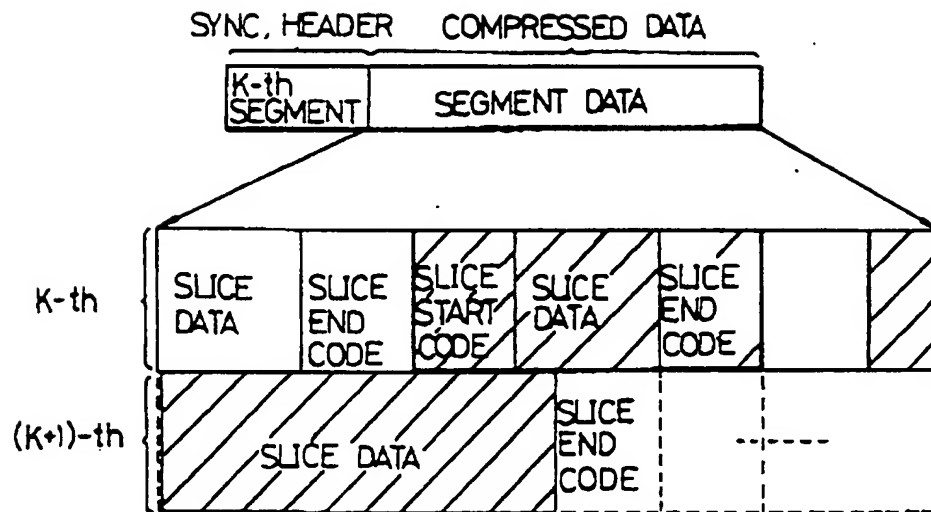 SYNC, HEADER COMPRESSED DATA
K-th
SEGMENT
SEGMENT DATA
K-th
SLICE
DATA
SLICE
END
CODE
SLICE
START
CODE
SLICE
DATA
SLICE
END
CODE
(K+1)-th
SLICE DATA
SLICE
END
CODE